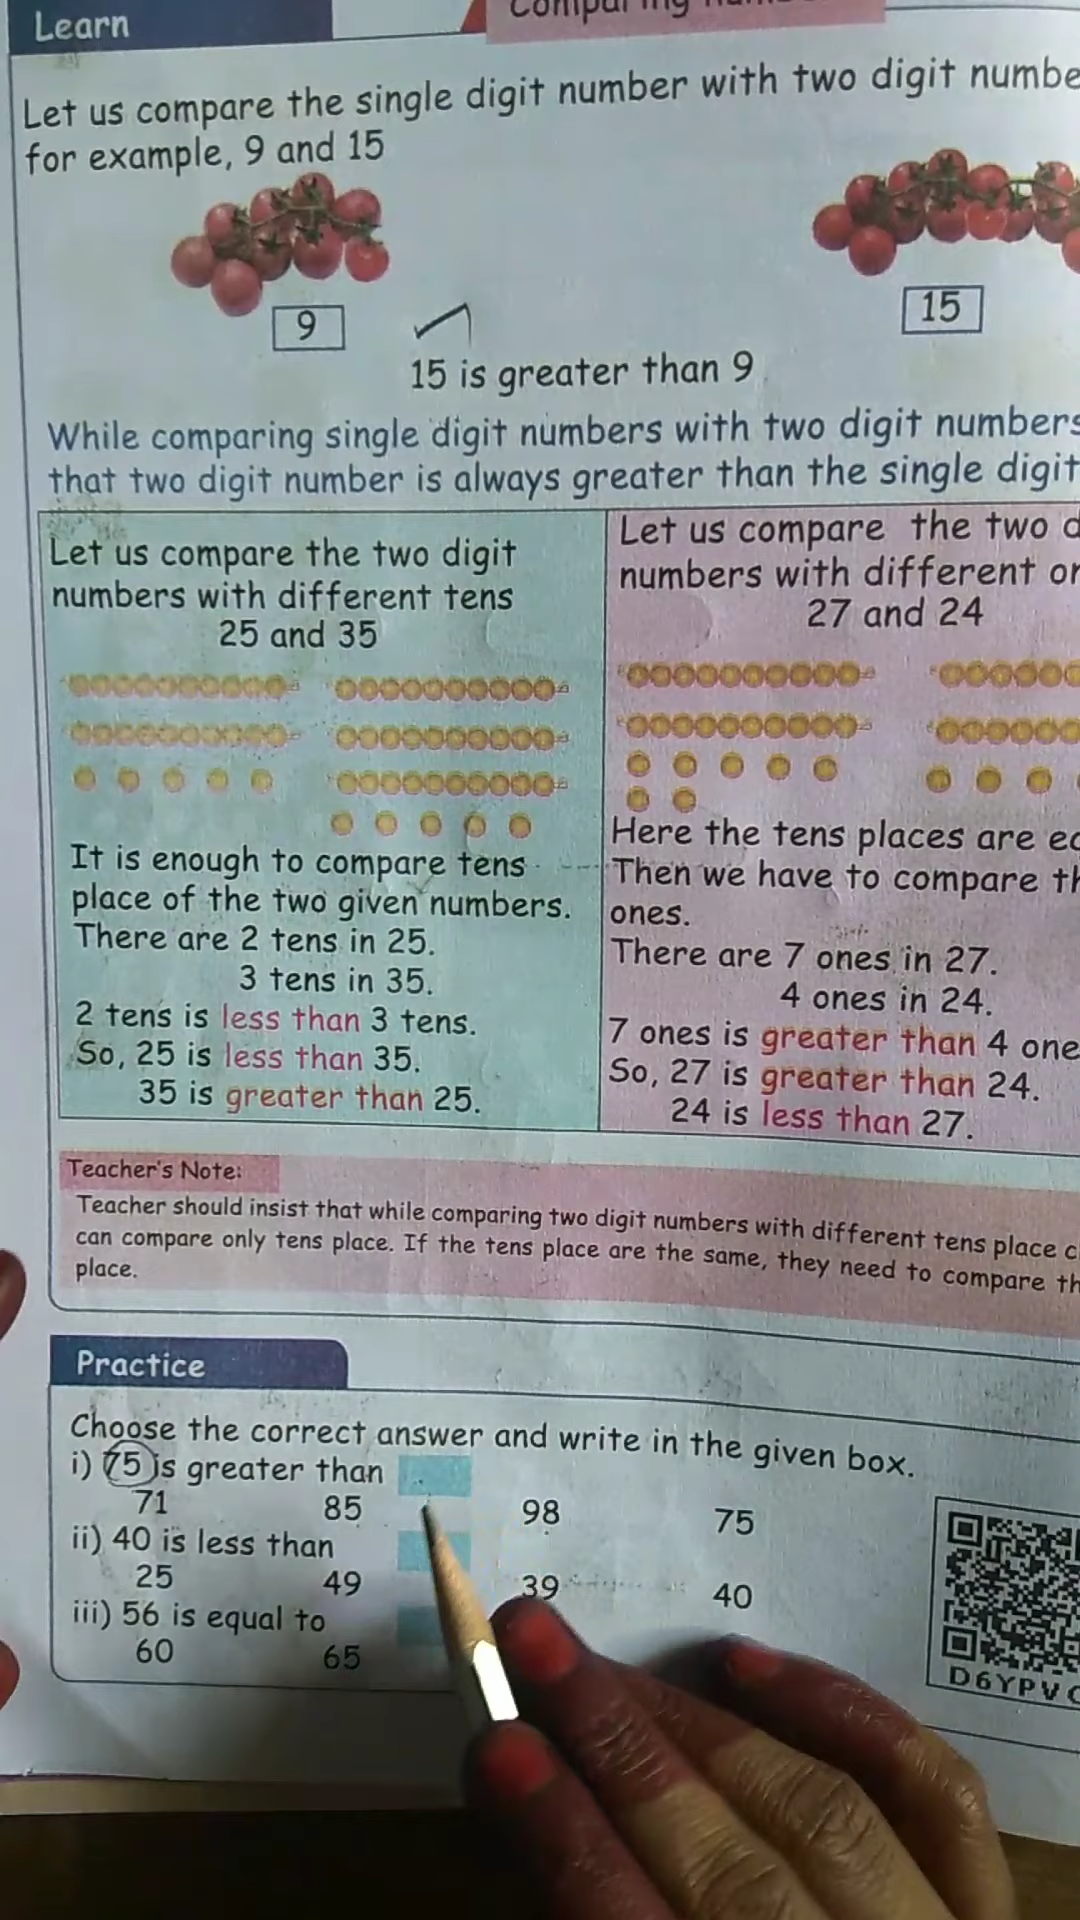 Learn
Let us compare the single digit number with two digit numbe
for example, 9 and 15
9
15
15 is greater than 9
While comparing single digit numbers with two digit numbers
that two digit number is always greater than the single digit
Let us compare the two digit
numbers with different tens
25 and 35
It is enough to compare tens
place of the two given numbers.
There are 2 tens in 25.
3 tens in 35.
2 tens is less than 3 tens.
So, 25 is less than 35.
35 is greater than 25.
Let us compare the two d
numbers with different
27 and 24
Here the tens places are
Then we have to compare
ones.
There are 7 ones in 27.
4 ones in 24.
7 ones is greater than 4 one
So, 27 is greater than 24.
24 is less than 27.
Teacher's Note:
Teacher should insist that while comparing two digit numbers with different tens place c
can compare only tens place. If the tens place are the same, they need to compare th
place.
Practice
Choose the correct answer and write in the given box.
i) 75 is greater than
71 85 98 75
ii) 40 is less than
25 49 39 40
iii) 56 is equal to
60 65
D6YPV